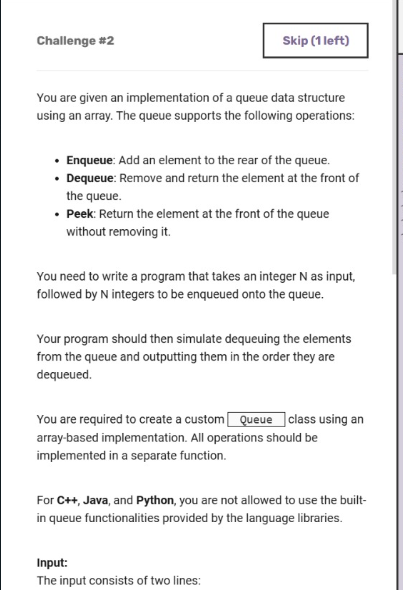 Challenge #2
Skip (1 left)
You are given an implementation of a queue data structure
using an array. The queue supports the following operations:
• Enqueue: Add an element to the rear of the queue.
• Dequeue: Remove and return the element at the front of
the queue.
• Peek: Return the element at the front of the queue
without removing it.
You need to write a program that takes an integer N as input,
followed by N integers to be enqueued onto the queue.
Your program should then simulate dequeuing the elements
from the queue and outputting them in the order they are
dequeued.
You are required to create a custom Queue class using an
array-based implementation. All operations should be
implemented in a separate function.
For C++, Java, and Python, you are not allowed to use the built-
in queue functionalities provided by the language libraries.
Input:
The input consists of two lines: